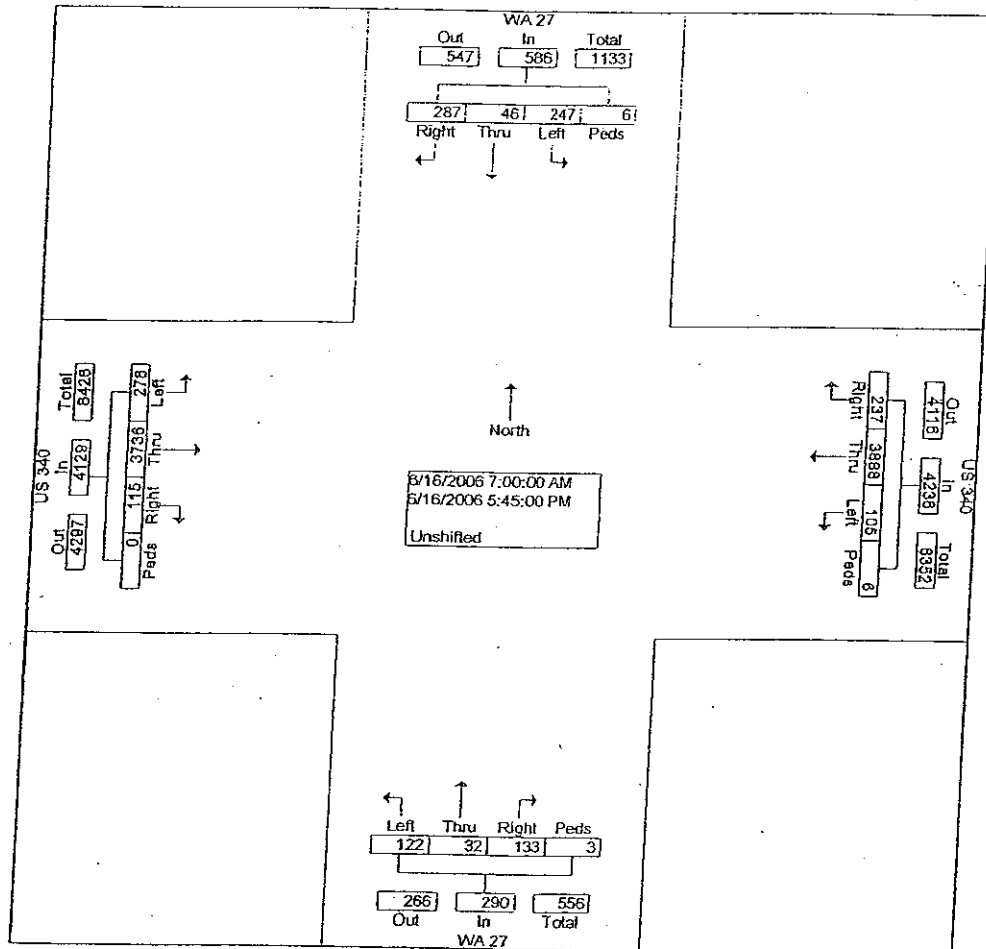 WA 27
Out In Total
547 586 1133
287 46 247 6
Right Thru Left Peds
US 340
Total In Out
8426 4129 4297
278 3736 115 0
Left Thru Right Peds
North
6/16/2006 7:00:00 AM
6/16/2006 5:45:00 PM
Unshifted
US 340
Out In Total
4116 4236 8352
237 3888 105 6
Right Thru Left Peds
Left Thru Right Peds
122 32 133 3
266 290 556
Out In Total
WA 27